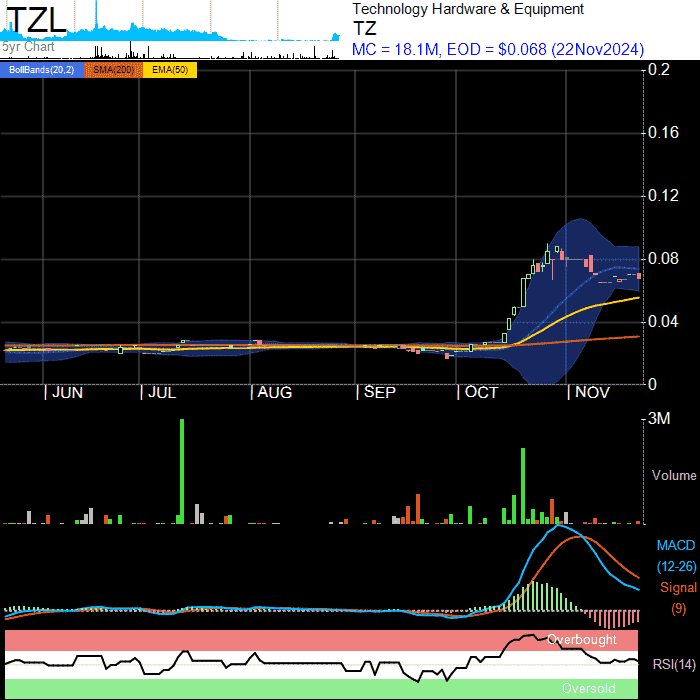 TZL
5yr Chart
Technology Hardware & Equipment
TZ
MC = 18.1M, EOD = $0.068 (22Nov2024)
BollBands(20,2) SMA(200) EMA(50)
0.2
0.16
0.12
0.08
0.04
0
JUN JUL AUG SEP OCT NOV
3M
Volume
MACD
(12-26)
Signal
(9)
Overbought
RSI(14)
Oversold